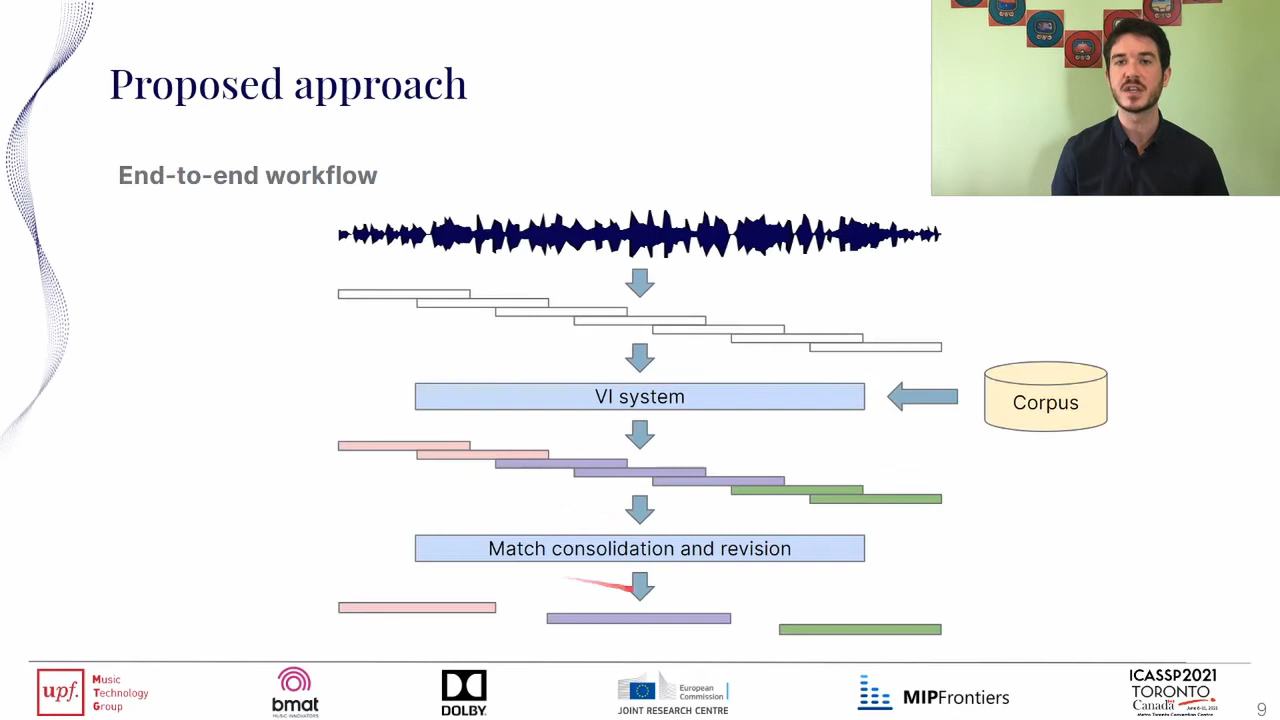 Proposed approach
End-to-end workflow
VI system
Corpus
Match consolidation and revision
upf.
Music
Technology
Group
bmat
MUSIC INNOVATORS
DOLBY.
European
Commission
JOINT RESEARCH CENTRE
MIPFrontiers
ICASSP2021
TORONTO
Canada
June 6-11, 2021
Metro Toronto Convention Centre
9